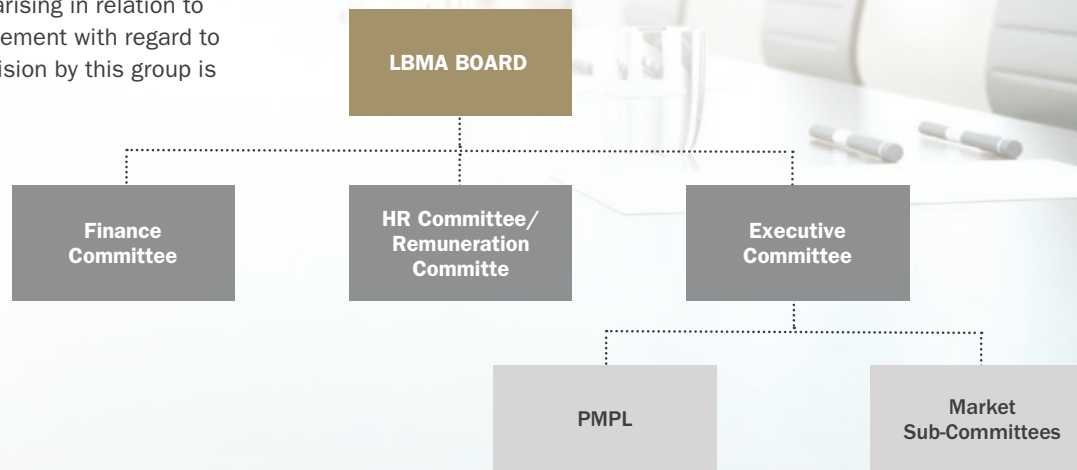 arising in relation to
ement with regard to
ision by this group is
LBMA BOARD
Finance
Committee
HR Committee/
Remuneration
Committe
Executive
Committee
PMPL
Market
Sub-Committees